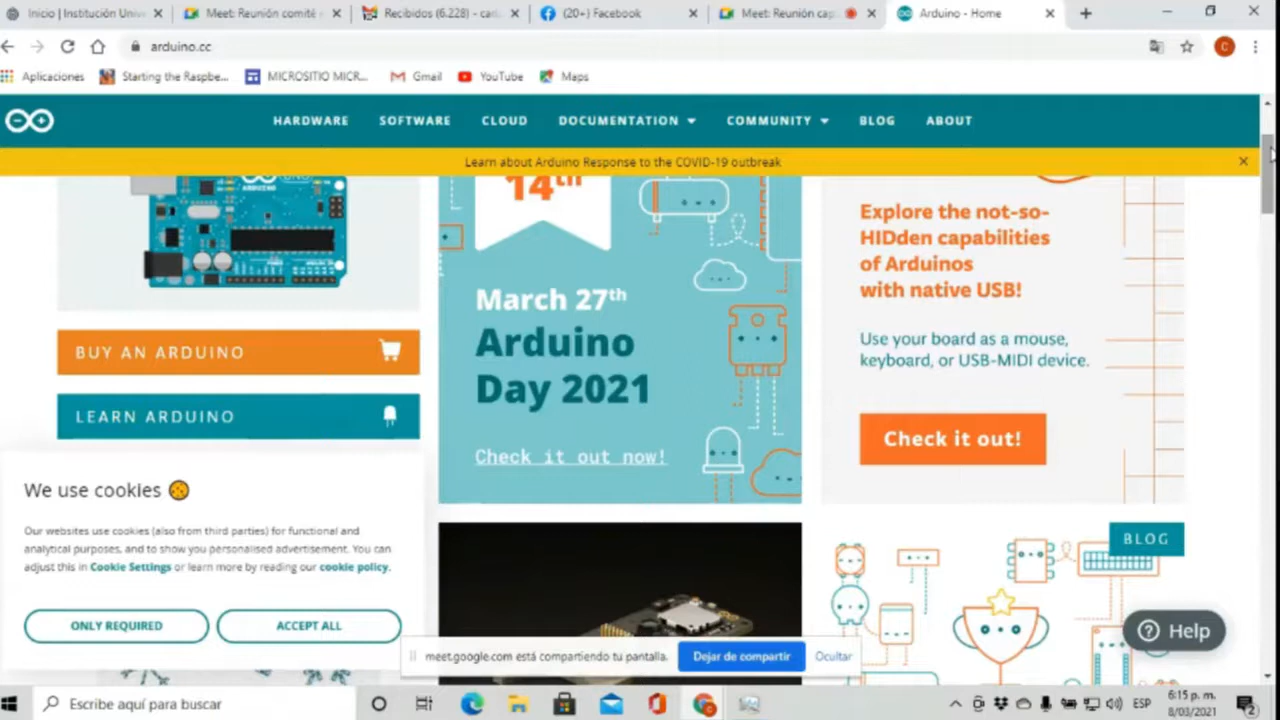 Inicio | Institución Unive
Meet: Reunión comité
Recibidos (6.228) - car
(20+) Facebook
Meet: Reunión cap
Arduino - Home
arduino.cc
C
Aplicaciones
Starting the Raspbe...
MICROSITIO MICR...
Gmail
YouTube
Maps
HARDWARE
SOFTWARE
CLOUD
DOCUMENTATION
COMMUNITY
BLOG
ABOUT
Learn about Arduino Response to the COVID-19 outbreak
ARDUINO
BUY AN ARDUINO
LEARN ARDUINO
14th
March 27th
Arduino
Day 2021
Check it out now!
Explore the not-so-
HIDden capabilities
of Arduinos
with native USB!
Use your board as a mouse,
keyboard, or USB-MIDI device.
Check it out!
We use cookies
Our websites use cookies (also from third parties) for functional and
analytical purposes, and to show you personalised advertisement. You can
adjust this in Cookie Settings or learn more by reading our cookie policy.
ONLY REQUIRED
ACCEPT ALL
BLOG
Help
meet.google.com está compartiendo tu pantalla.
Dejar de compartir
Ocultar
Escribe aquí para buscar
ESP
6:15 p. m.
8/03/2021
2